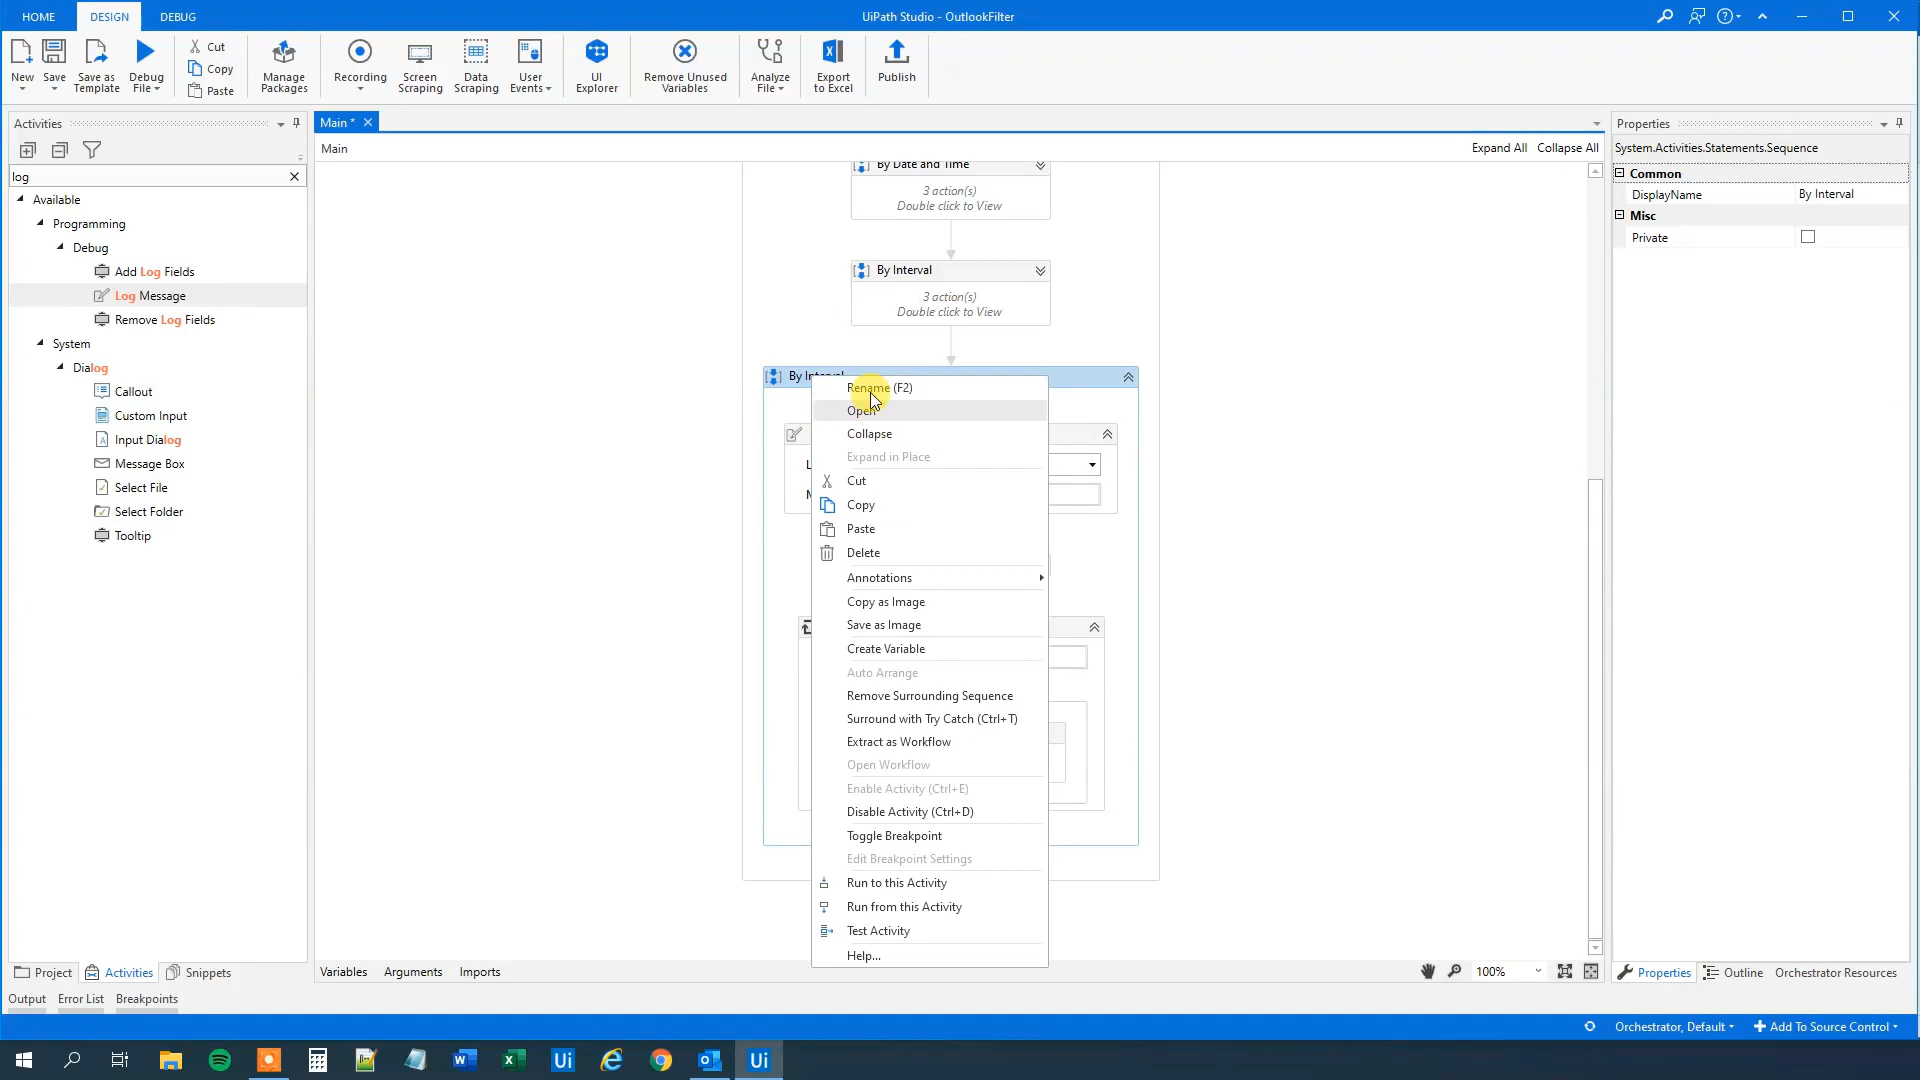 HOME
DESIGN
DEBUG
UiPath Studio - OutlookFilter
New
Save
Save as Template
Debug File
Cut
Copy
Paste
Manage Packages
Recording
Screen Scraping
Data Scraping
User Events
UI Explorer
Remove Unused Variables
Analyze File
Export to Excel
Publish
Activities
log
Available
Programming
Debug
Add Log Fields
Log Message
Remove Log Fields
System
Dialog
Callout
Custom Input
Input Dialog
Message Box
Select File
Select Folder
Tooltip
Project
Activities
Snippets
Main *
Main
Expand All
Collapse All
By Date and Time
3 action(s)
Double click to View
By Interval
3 action(s)
Double click to View
By Interval
Rename (F2)
Open
Collapse
Expand in Place
Cut
Copy
Paste
Delete
Annotations
Copy as Image
Save as Image
Create Variable
Auto Arrange
Remove Surrounding Sequence
Surround with Try Catch (Ctrl+T)
Extract as Workflow
Open Workflow
Enable Activity (Ctrl+E)
Disable Activity (Ctrl+D)
Toggle Breakpoint
Edit Breakpoint Settings
Run to this Activity
Run from this Activity
Test Activity
Help...
Variables
Arguments
Imports
100%
Properties
System.Activities.Statements.Sequence
Common
DisplayName
By Interval
Misc
Private
Properties
Outline
Orchestrator Resources
Output
Error List
Breakpoints
Orchestrator, Default
Add To Source Control